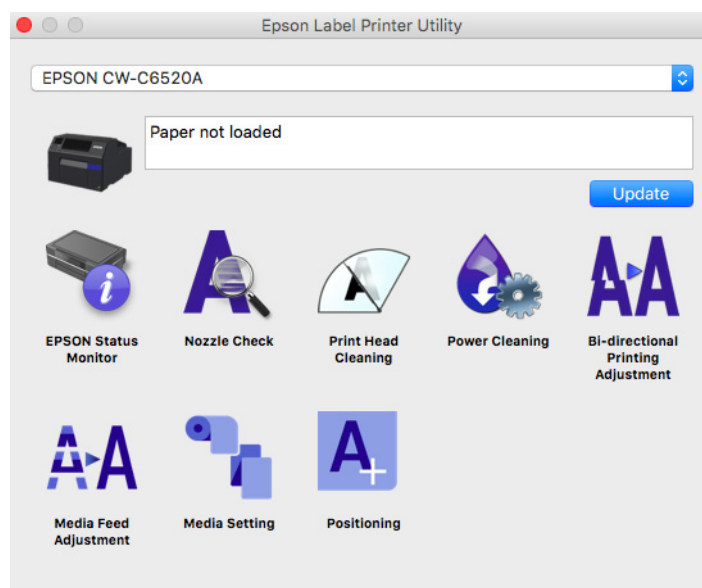 Epson Label Printer Utility
EPSON CW-C6520A
Paper not loaded
Update
EPSON Status
Monitor
Nozzle Check
Print Head
Cleaning
Power Cleaning
Bi-directional
Printing
Adjustment
Media Feed
Adjustment
Media Setting
Positioning